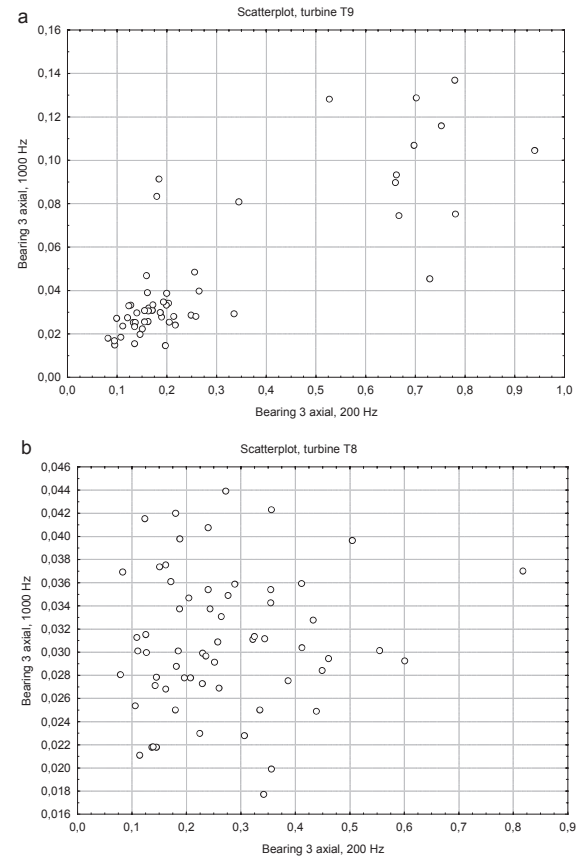 a
Scatterplot, turbine T9
0,16
0,14
0,12
0,10
0,08
0,06
0,04
0,02
0,00
Bearing 3 axial, 1000 Hz
0,0 0,1 0,2 0,3 0,4 0,5 0,6 0,7 0,8 0,9 1,0
Bearing 3 axial, 200 Hz
b
Scatterplot, turbine T8
0,046
0,044
0,042
0,040
0,038
0,036
0,034
0,032
0,030
0,028
0,026
0,024
0,022
0,020
0,018
0,016
Bearing 3 axial, 1000 Hz
0,0 0,1 0,2 0,3 0,4 0,5 0,6 0,7 0,8 0,9
Bearing 3 axial, 200 Hz